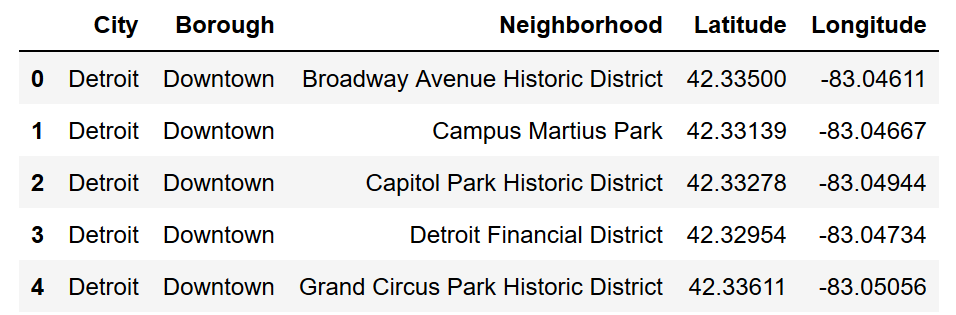 City Borough Neighborhood Latitude Longitude
0 Detroit Downtown Broadway Avenue Historic District 42.33500 -83.04611
1 Detroit Downtown Campus Martius Park 42.33139 -83.04667
2 Detroit Downtown Capitol Park Historic District 42.33278 -83.04944
3 Detroit Downtown Detroit Financial District 42.32954 -83.04734
4 Detroit Downtown Grand Circus Park Historic District 42.33611 -83.05056